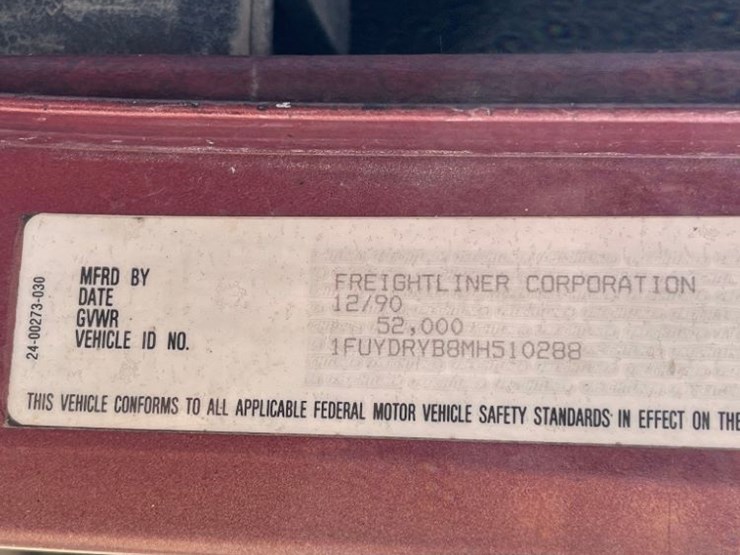 24-00273-030
MFRD BY FREIGHTLINER CORPORATION
DATE 12/90
GVWR 52,000
VEHICLE ID NO. 1FUYDRYB8MH510288
THIS VEHICLE CONFORMS TO ALL APPLICABLE FEDERAL MOTOR VEHICLE SAFETY STANDARDS IN EFFECT ON THE